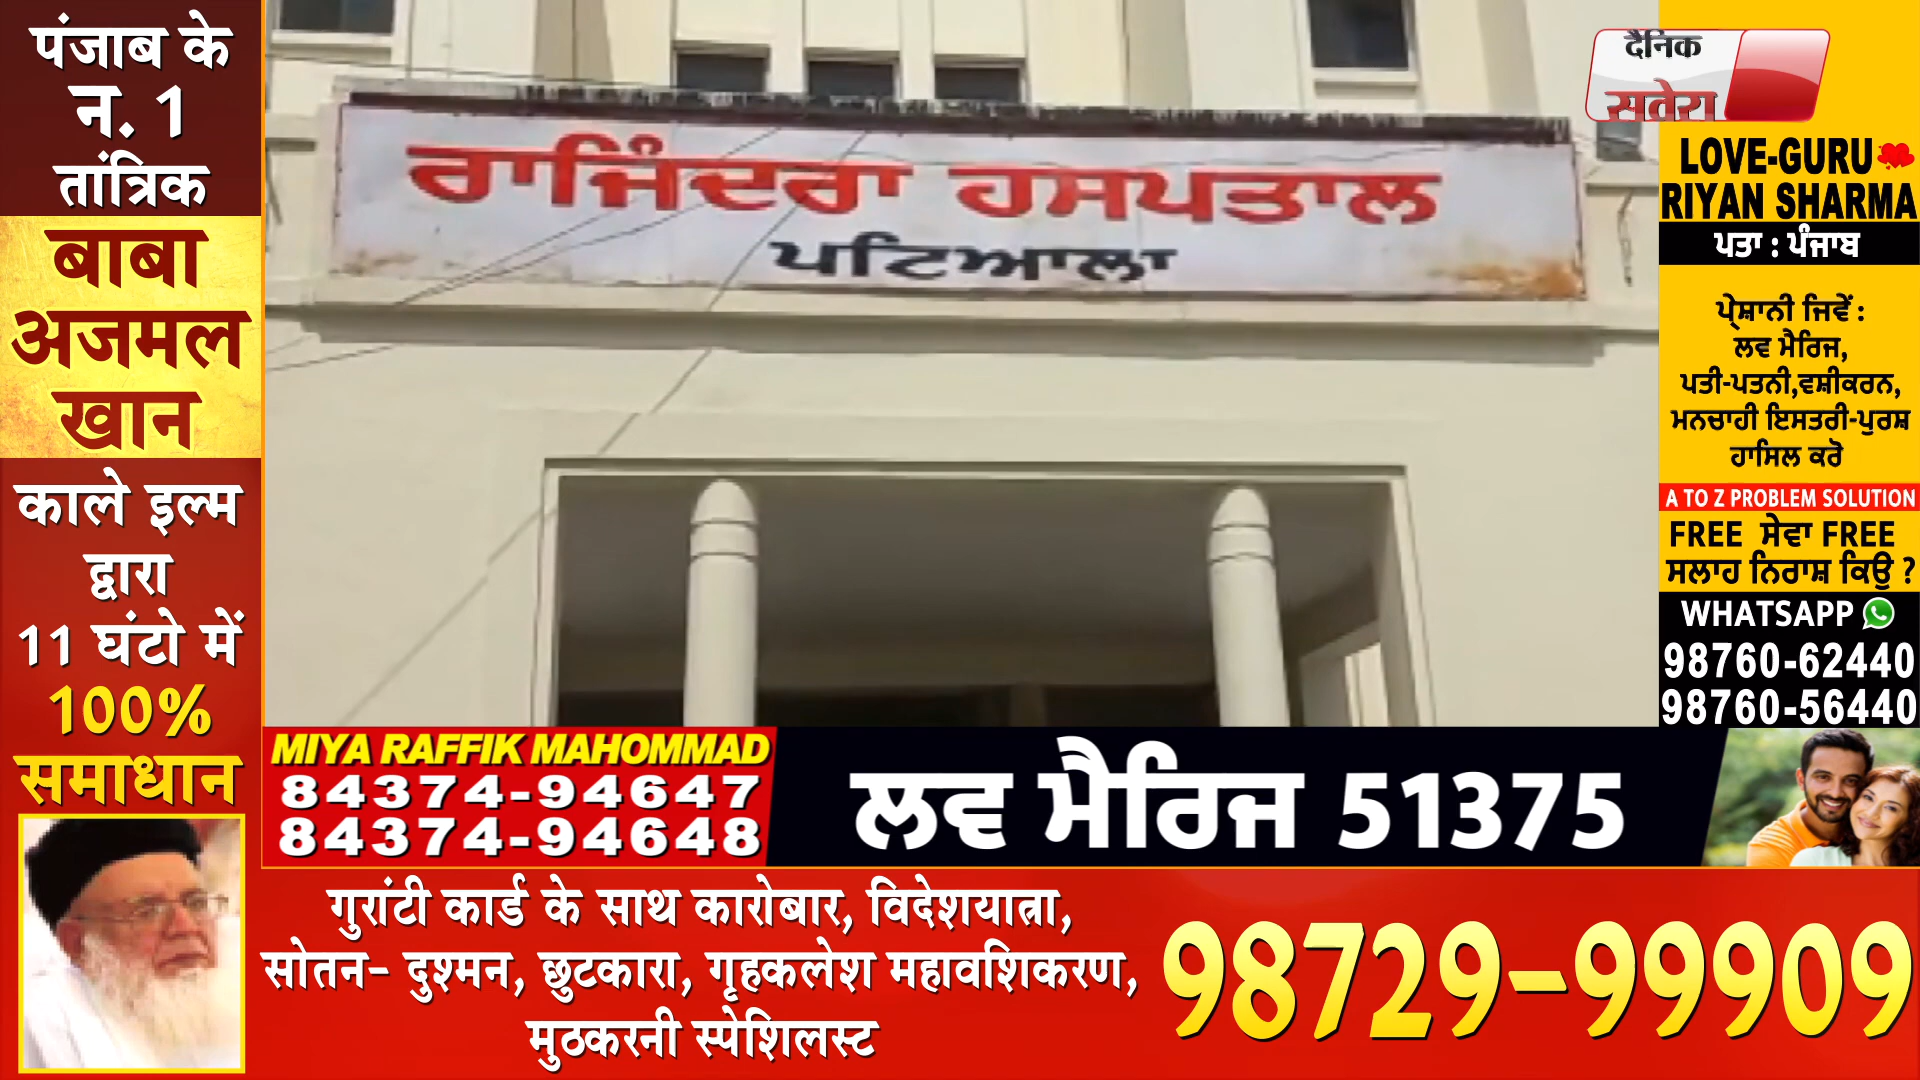 पंजाब के
न. 1
तांत्रिक
बाबा
अजमल
खान
काले इल्म
द्वारा
11 घंटो में
100%
समाधान
ਰਾਜਿੰਦਰਾ ਹਸਪਤਾਲ
ਪਟਿਆਲਾ
दैनिक
सवेरा
LOVE-GURU
RIYAN SHARMA
ਪਤਾ : ਪੰਜਾਬ
ਪ੍ਰੇਸ਼ਾਨੀ ਜਿਵੇਂ :
ਲਵ ਮੈਰਿਜ,
ਪਤੀ-ਪਤਨੀ,ਵਸ਼ੀਕਰਨ,
ਮਨਚਾਹੀ ਇਸਤਰੀ-ਪੁਰਸ਼
ਹਾਸਿਲ ਕਰੋ
A TO Z PROBLEM SOLUTION
FREE ਸੇਵਾ FREE
ਸਲਾਹ ਨਿਰਾਸ਼ ਕਿਉ ?
WHATSAPP
98760-62440
98760-56440
MIYA RAFFIK MAHOMMAD
84374-94647
84374-94648
ਲਵ ਮੈਰਿਜ 51375
गुरांटी कार्ड के साथ कारोबार, विदेशयात्रा,
सोतन- दुश्मन, छुटकारा, गृहकलेश महावशिकरण,
मुठकरनी स्पेशिलस्ट
98729-99909